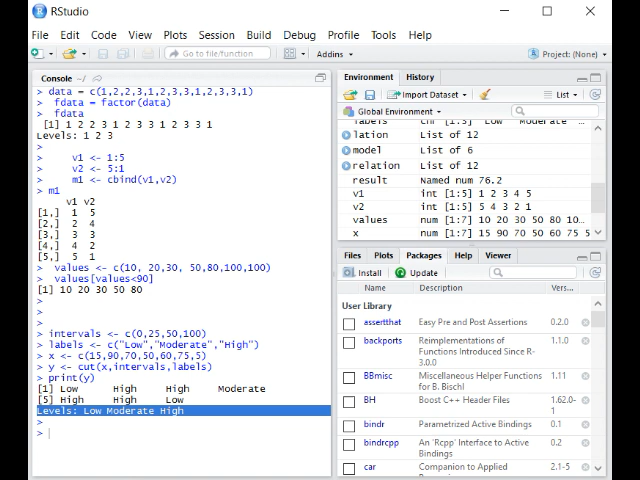 RStudio
File Edit Code View Plots Session Build Debug Profile Tools Help
Go to file/function Addins Project: (None)
Console ~/
> data = c(1,2,2,3,1,2,3,3,1,2,3,3,1)
> fdata = factor(data)
> fdata
[1] 1 2 2 3 1 2 3 3 1 2 3 3 1
Levels: 1 2 3
>
> v1 <- 1:5
> v2 <- 5:1
> m1 <- cbind(v1,v2)
> m1
v1 v2
[1,] 1 5
[2,] 2 4
[3,] 3 3
[4,] 4 2
[5,] 5 1
> values <- c(10, 20,30, 50,80,100,100)
> values[values<90]
[1] 10 20 30 50 80
>
>
>
> intervals <- c(0,25,50,100)
> labels <- c("Low","Moderate","High")
> x <- c(15,90,70,50,60,75,5)
> y <- cut(x,intervals,labels)
> print(y)
[1] Low High High Moderate
[5] High High Low
Levels: Low Moderate High
>
>
Environment History
Import Dataset List
Global Environment
labels chr [1:3] "Low" "Moderate"
lation List of 12
model List of 6
relation List of 12
result Named num 76.2
v1 int [1:5] 1 2 3 4 5
v2 int [1:5] 5 4 3 2 1
values num [1:7] 10 20 30 50 80 10...
x num [1:7] 15 90 70 50 60 75 5
Files Plots Packages Help Viewer
Install Update
Name Description Vers...
User Library
assertthat Easy Pre and Post Assertions 0.2.0
backports Reimplementations of Functions Introduced Since R-3.0.0 1.1.0
BBmisc Miscellaneous Helper Functions for B. Bischl 1.11
BH Boost C++ Header Files 1.62.0-1
bindr Parametrized Active Bindings 0.1
bindrcpp An 'Rcpp' Interface to Active Bindings 0.2
car Companion to Applied 2.1-5